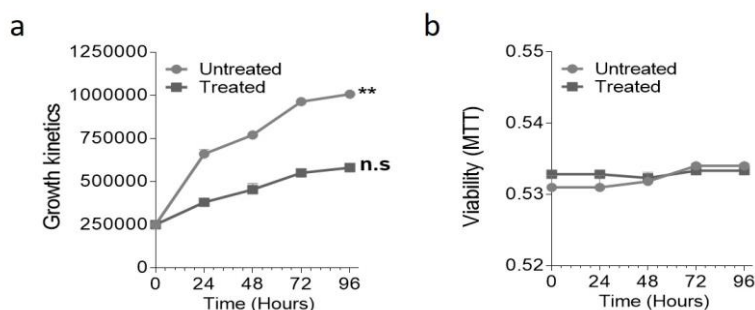 a
Growth kinetics
1250000
1000000
750000
500000
250000
0
Untreated
Treated
**
n.s
0 24 48 72 96
Time (Hours)
b
Viability (MTT)
0.55
0.54
0.53
0.52
Untreated
Treated
0 24 48 72 96
Time (Hours)